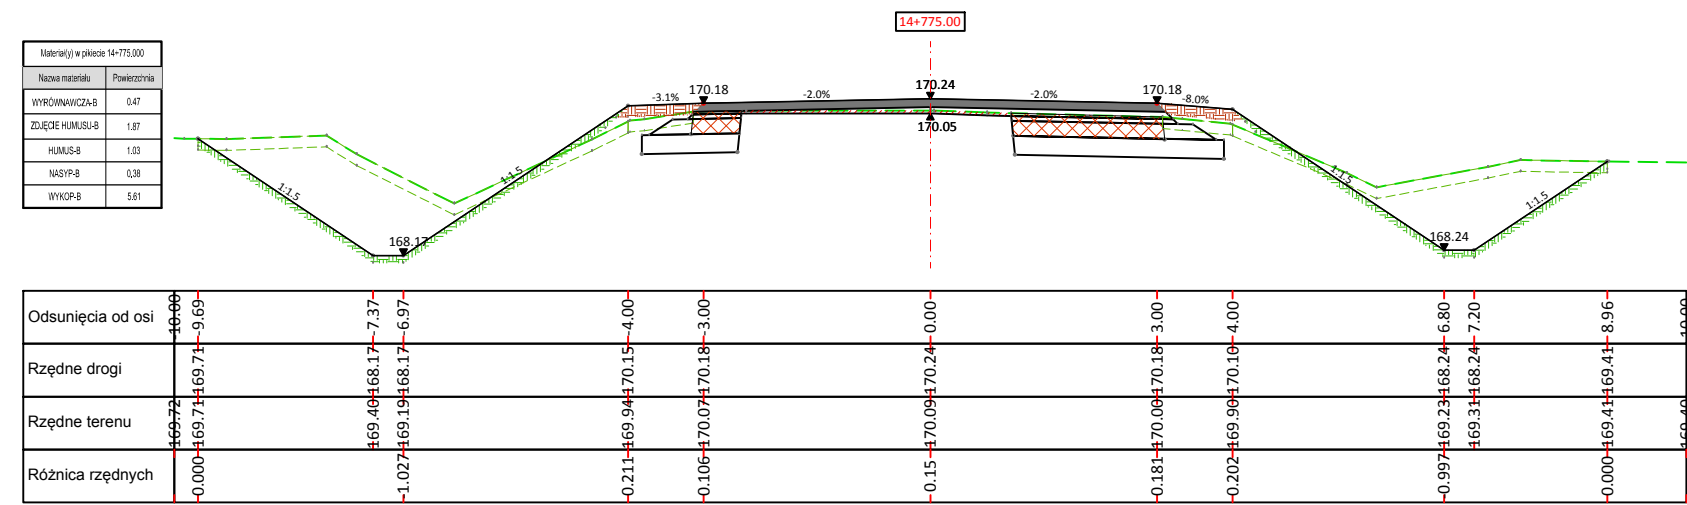 14+775.00
Materiał(y) w pikiecie 14+775.000
Nazwa materiału Powierzchnia
WYRÓWNAWCZA-B 0.47
ZDJĘCIE HUMUSU-B 1.87
HUMUS-B 1.03
NASYP-B 0.38
WYKOP-B 5.61
-3.1% 170.18 -2.0% 170.24 -2.0% 170.18 -8.0%
170.05
1:1.5 1:1.5 1:1.5 1:1.5
168.17 168.24
Odsunięcia od osi -10.00 -9.69 -7.37 -6.97 -4.00 -3.00 0.00 3.00 4.00 6.80 7.20 8.96 10.00
Rzędne drogi 169.71 168.17 168.17 170.15 170.18 170.24 170.18 170.10 168.24 168.24 169.41
Rzędne terenu 169.72 169.71 169.40 169.19 169.94 170.07 170.09 170.00 169.90 169.23 169.31 169.41 169.40
Różnica rzędnych 0.000 1.027 0.211 0.106 0.15 0.181 0.202 0.997 0.000